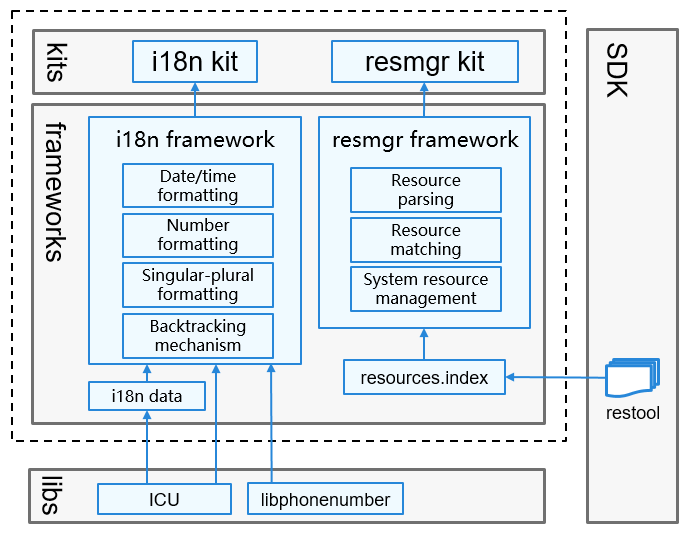 kits
i18n kit
resmgr kit
SDK
frameworks
i18n framework
Date/time
formatting
Number
formatting
Singular-plural
formatting
Backtracking
mechanism
i18n data
resmgr framework
Resource
parsing
Resource
matching
System resource
management
resources.index
restool
libs
ICU
libphonenumber